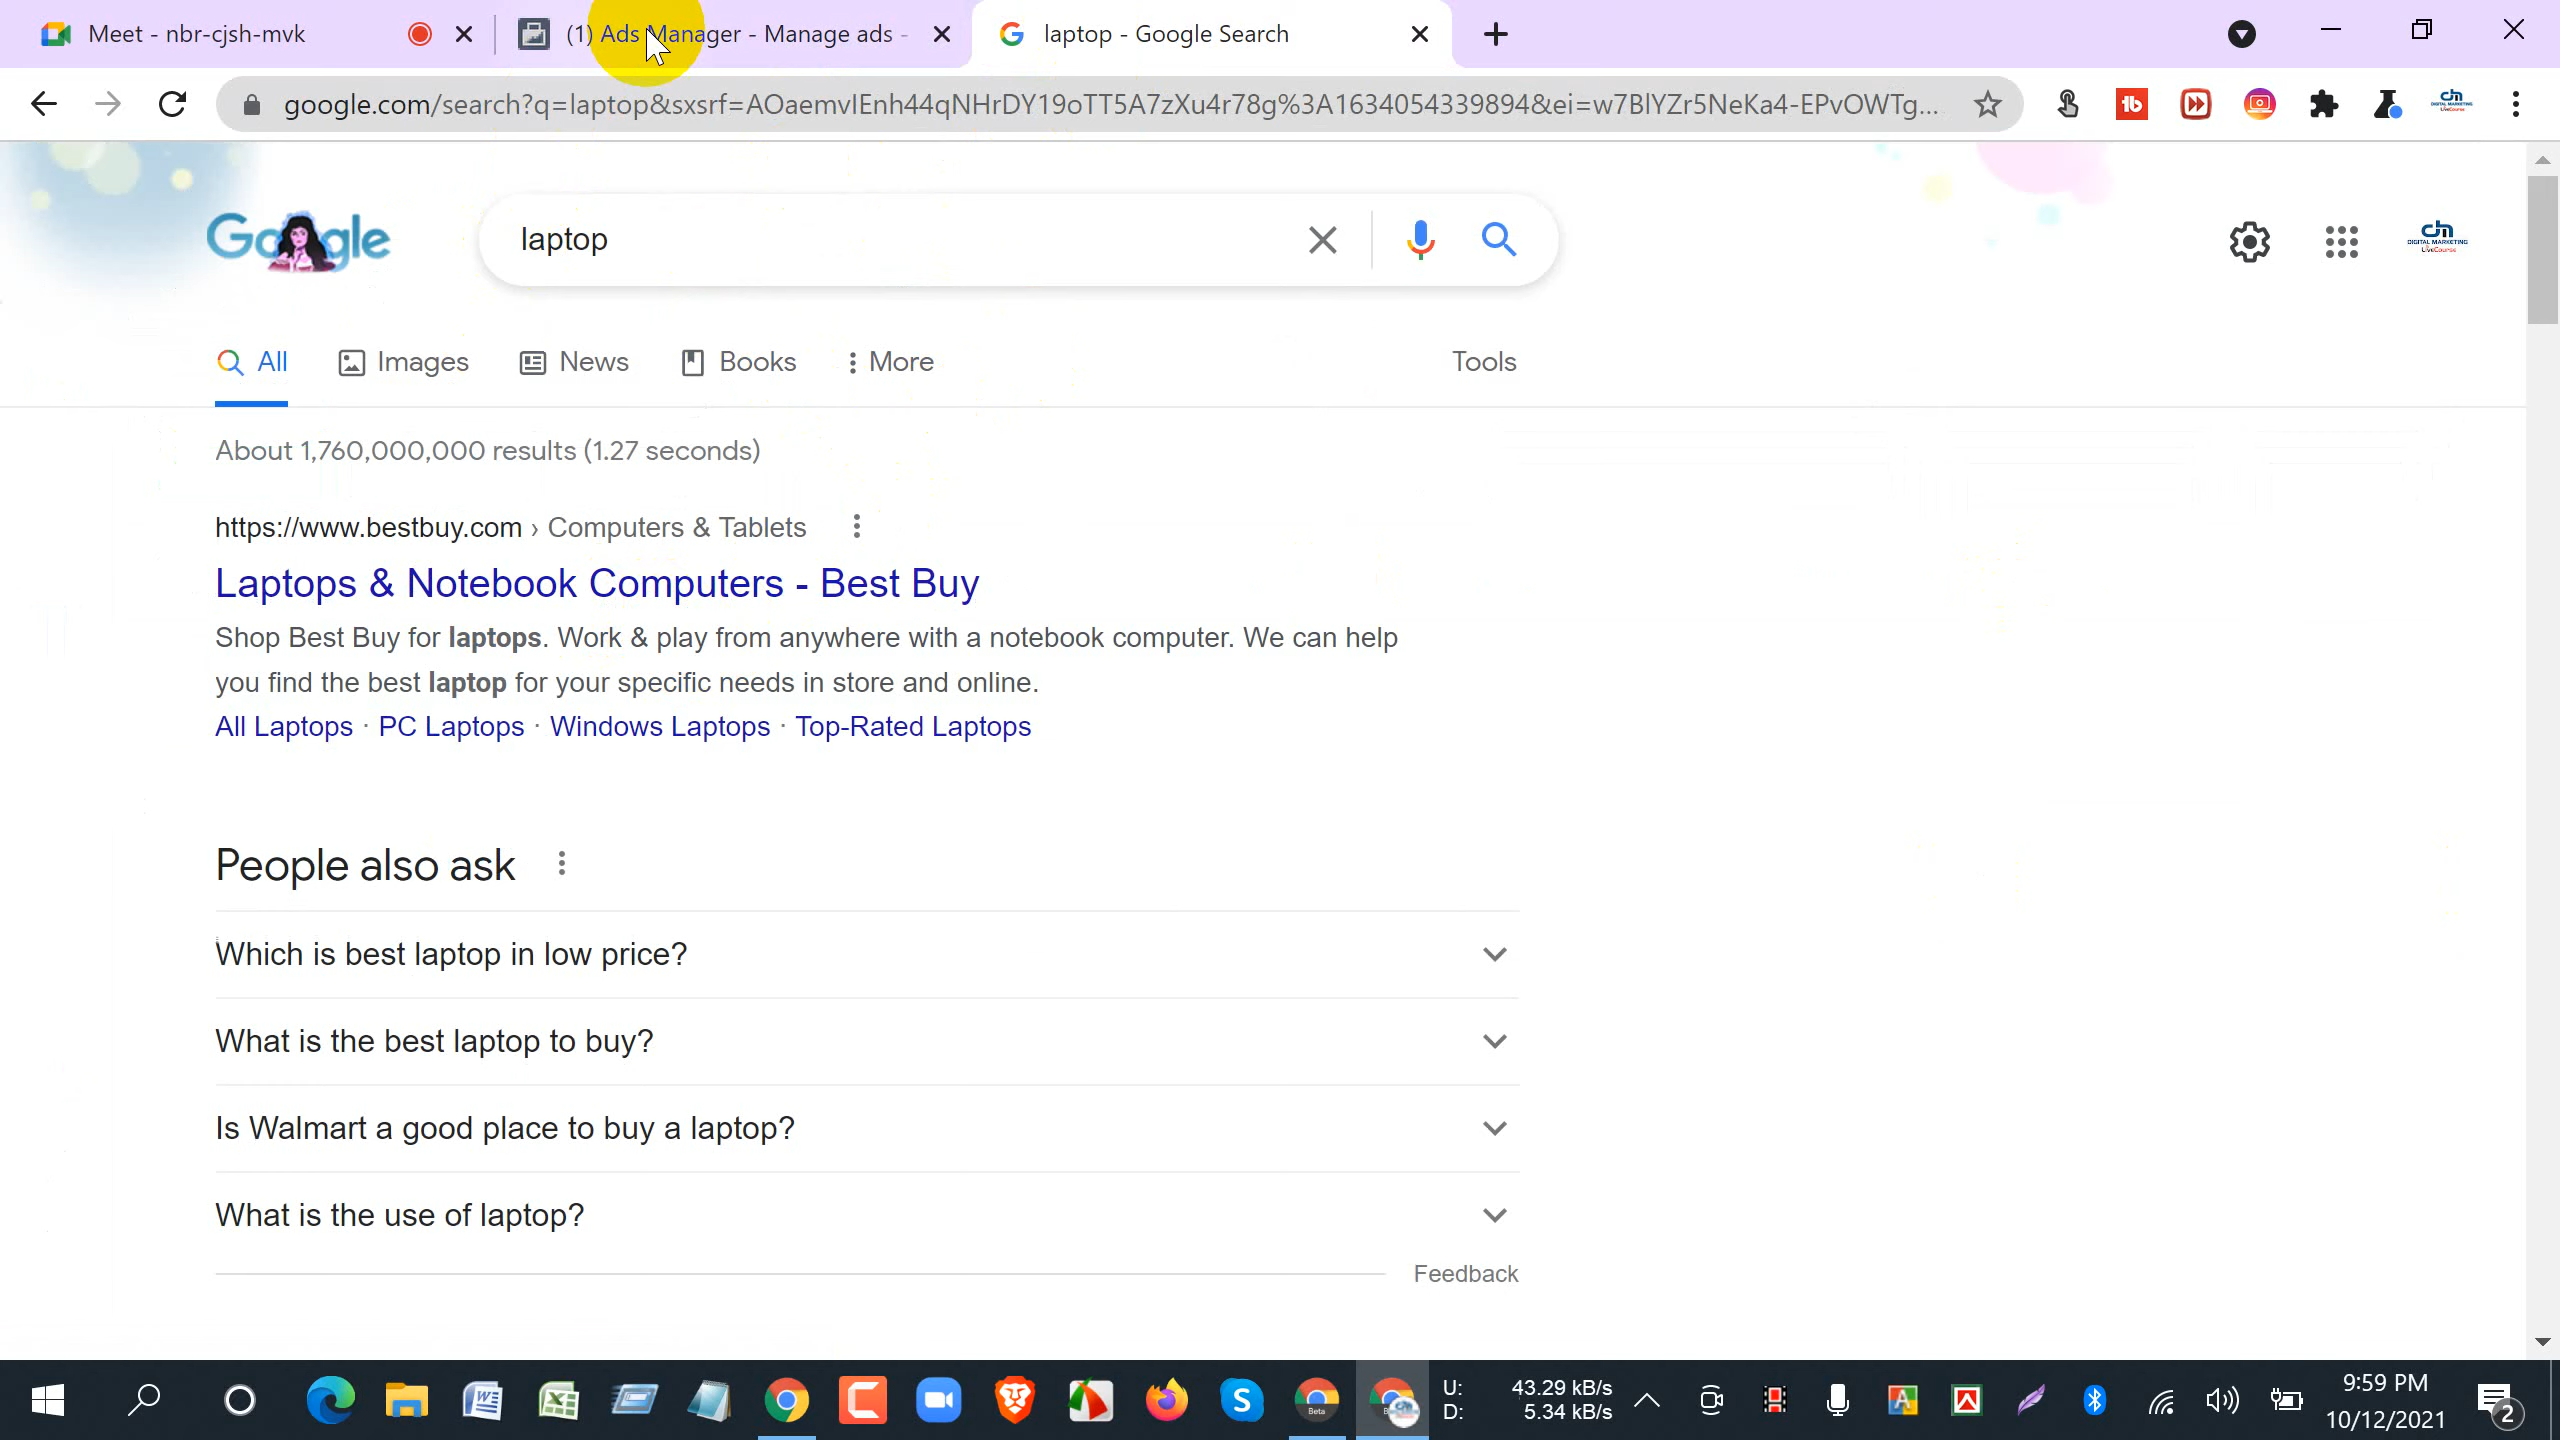 Meet - nbr-cjsh-mvk
(1) Ads Manager - Manage ads -
laptop - Google Search
google.com/search?q=laptop&sxsrf=AOaemvIEnh44qNHrDY19oTT5A7zXu4r78g%3A1634054339894&ei=w7BlYZr5NeKa4-EPvOWTg...
Google
laptop
DIGITAL MARKETING
LiveCourse
All
Images
News
Books
More
Tools
About 1,760,000,000 results (1.27 seconds)
https://www.bestbuy.com › Computers & Tablets
Laptops & Notebook Computers - Best Buy
Shop Best Buy for laptops. Work & play from anywhere with a notebook computer. We can help
you find the best laptop for your specific needs in store and online.
All Laptops · PC Laptops · Windows Laptops · Top-Rated Laptops
People also ask
Which is best laptop in low price?
What is the best laptop to buy?
Is Walmart a good place to buy a laptop?
What is the use of laptop?
Feedback
U: 43.29 kB/s
D: 5.34 kB/s
9:59 PM
10/12/2021
2